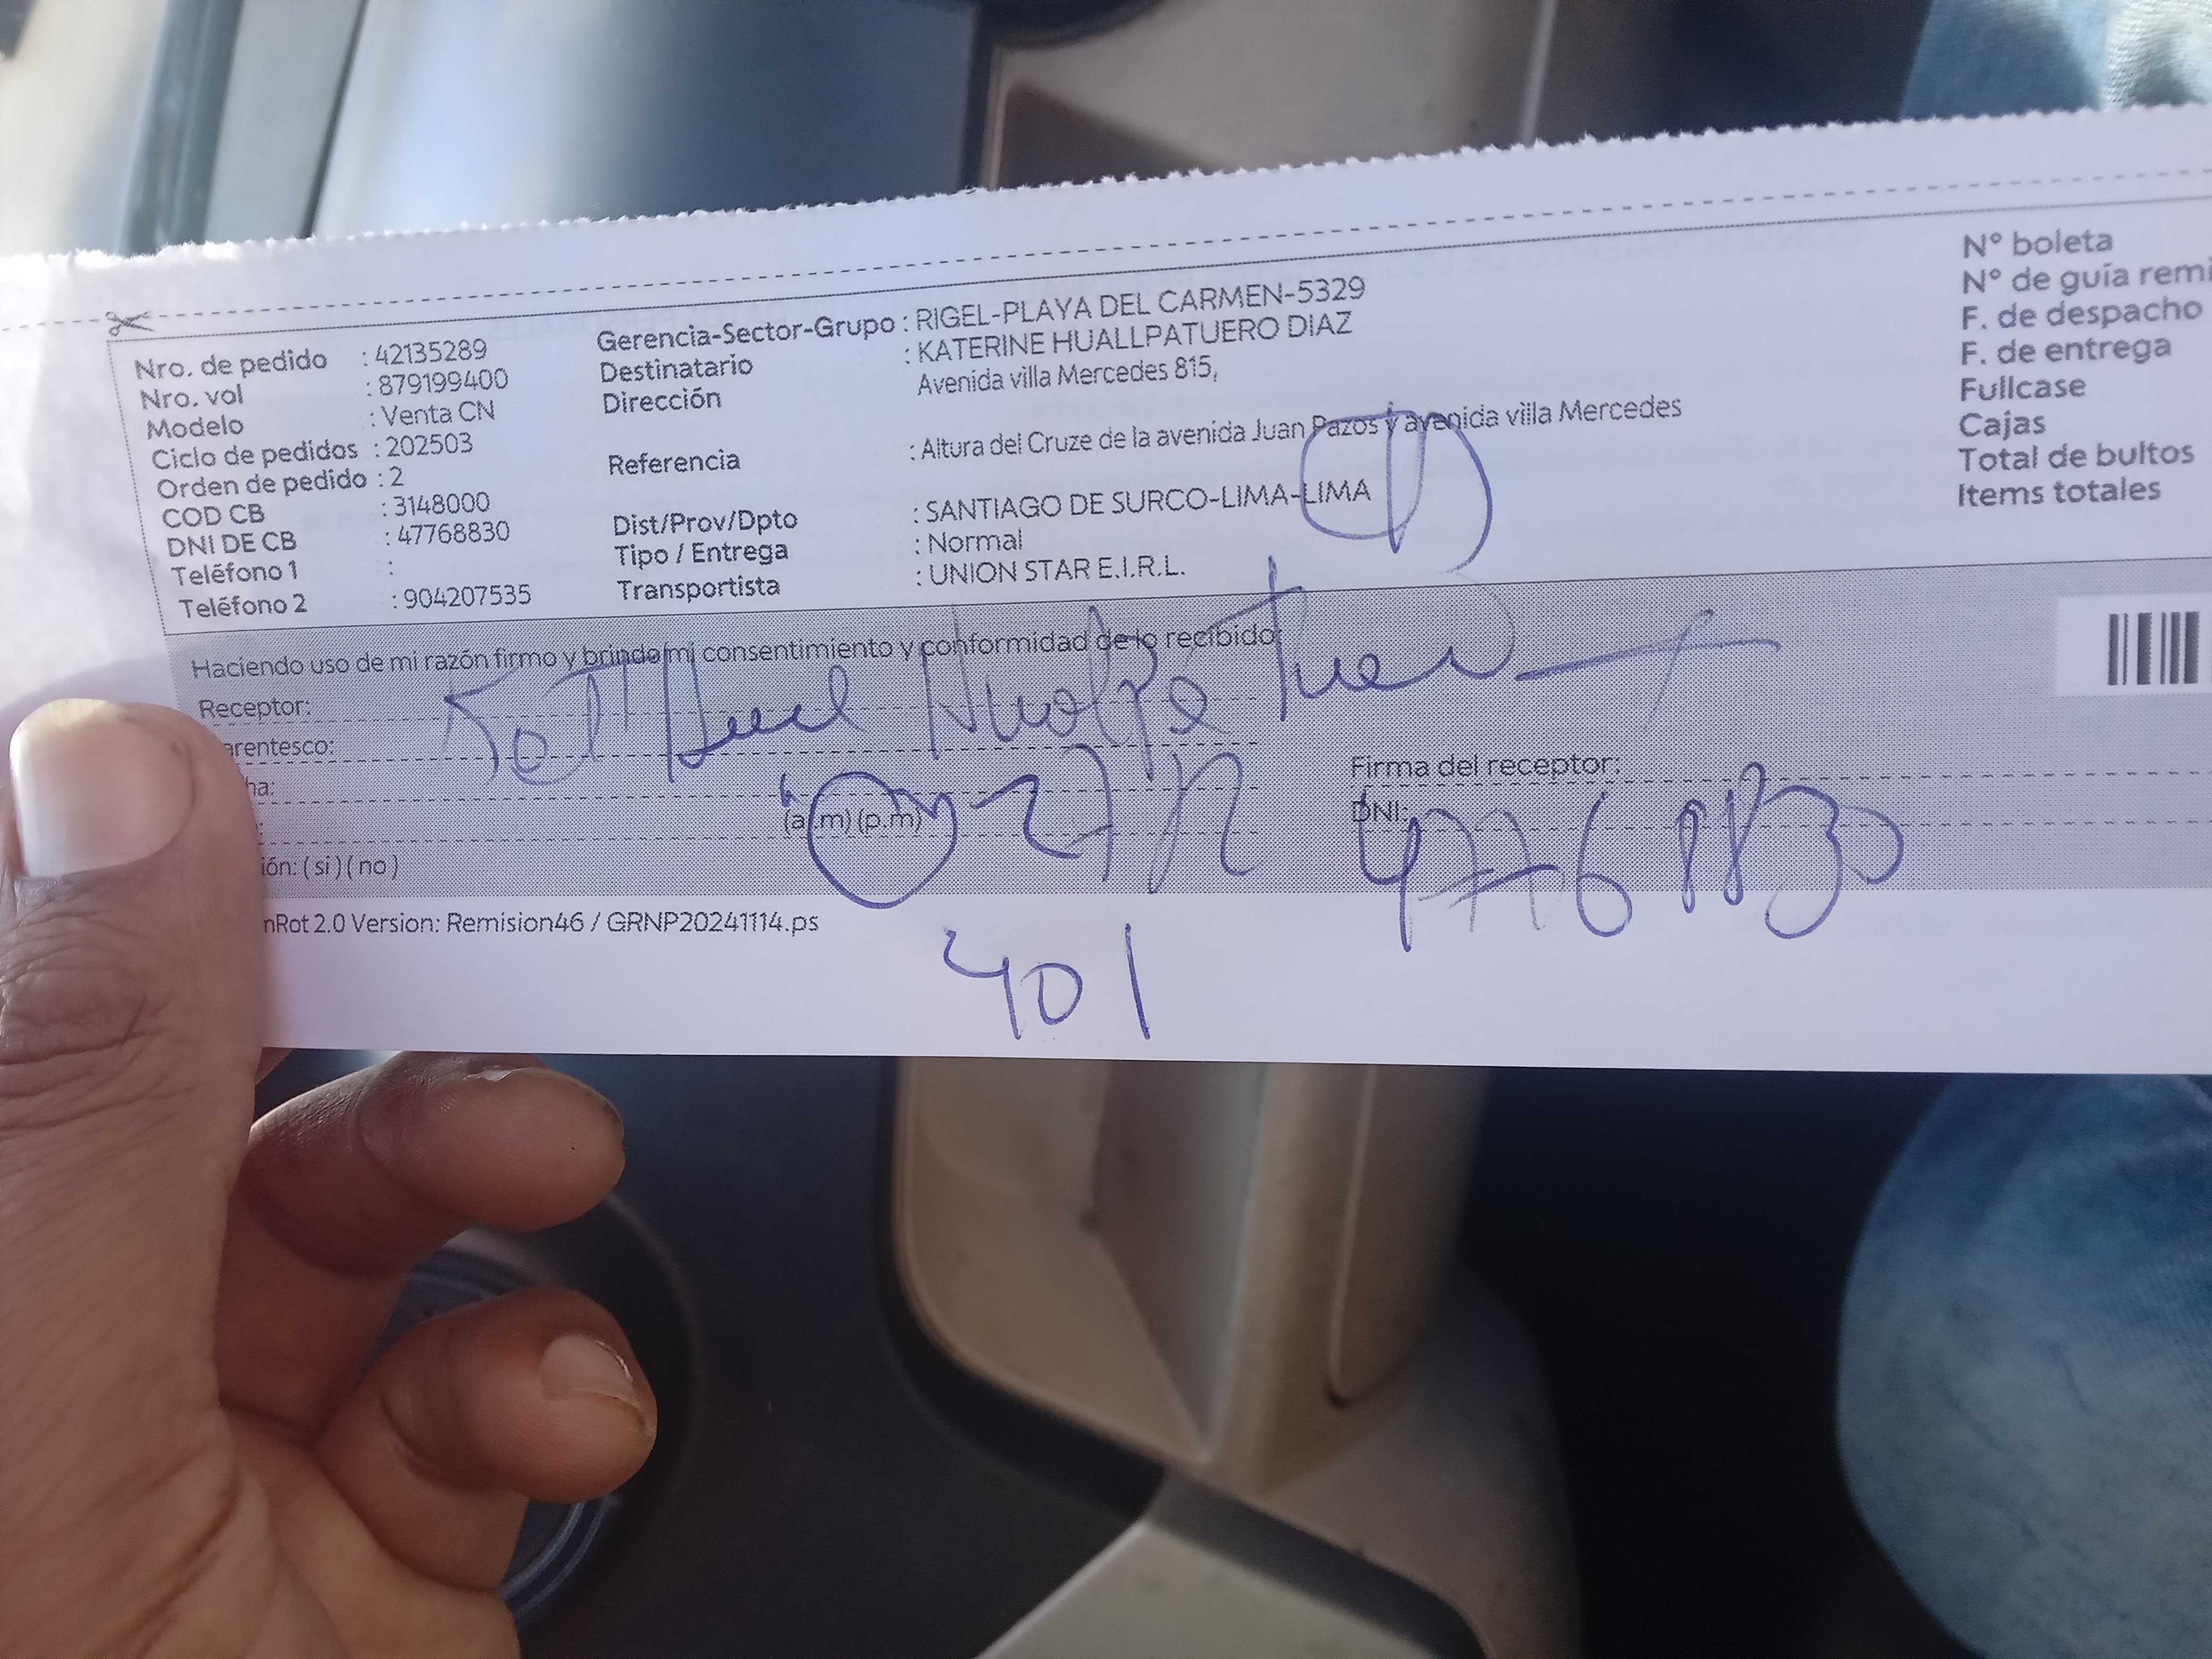 Nro. de pedido : 42135289
Nro. vol : 879199400
Modelo : Venta CN
Ciclo de pedidos : 202503
Orden de pedido : 2
COD CB : 3148000
DNI DE CB : 47768830
Teléfono 1 :
Teléfono 2 : 904207535
Gerencia-Sector-Grupo : RIGEL-PLAYA DEL CARMEN-5329
Destinatario : KATERINE HUALLPATUERO DIAZ
Dirección Avenida villa Mercedes 815,
Referencia : Altura del Cruze de la avenida Juan Pazos y avenida villa Mercedes
Dist/Prov/Dpto : SANTIAGO DE SURCO-LIMA-LIMA
Tipo / Entrega : Normal
Transportista : UNION STAR E.I.R.L.
N° boleta
N° de guía remi
F. de despacho
F. de entrega
Fullcase
Cajas
Total de bultos
Items totales
1
Haciendo uso de mi razón firmo y brindo mi consentimiento y conformidad de lo recibido:
Receptor:
arentesco:
ha:
: (a.m) (p.m)
Firma del receptor:
DNI: 47768830
ión: ( si ) ( no )
nRot 2.0 Version: Remision46 / GRNP20241114.ps
401